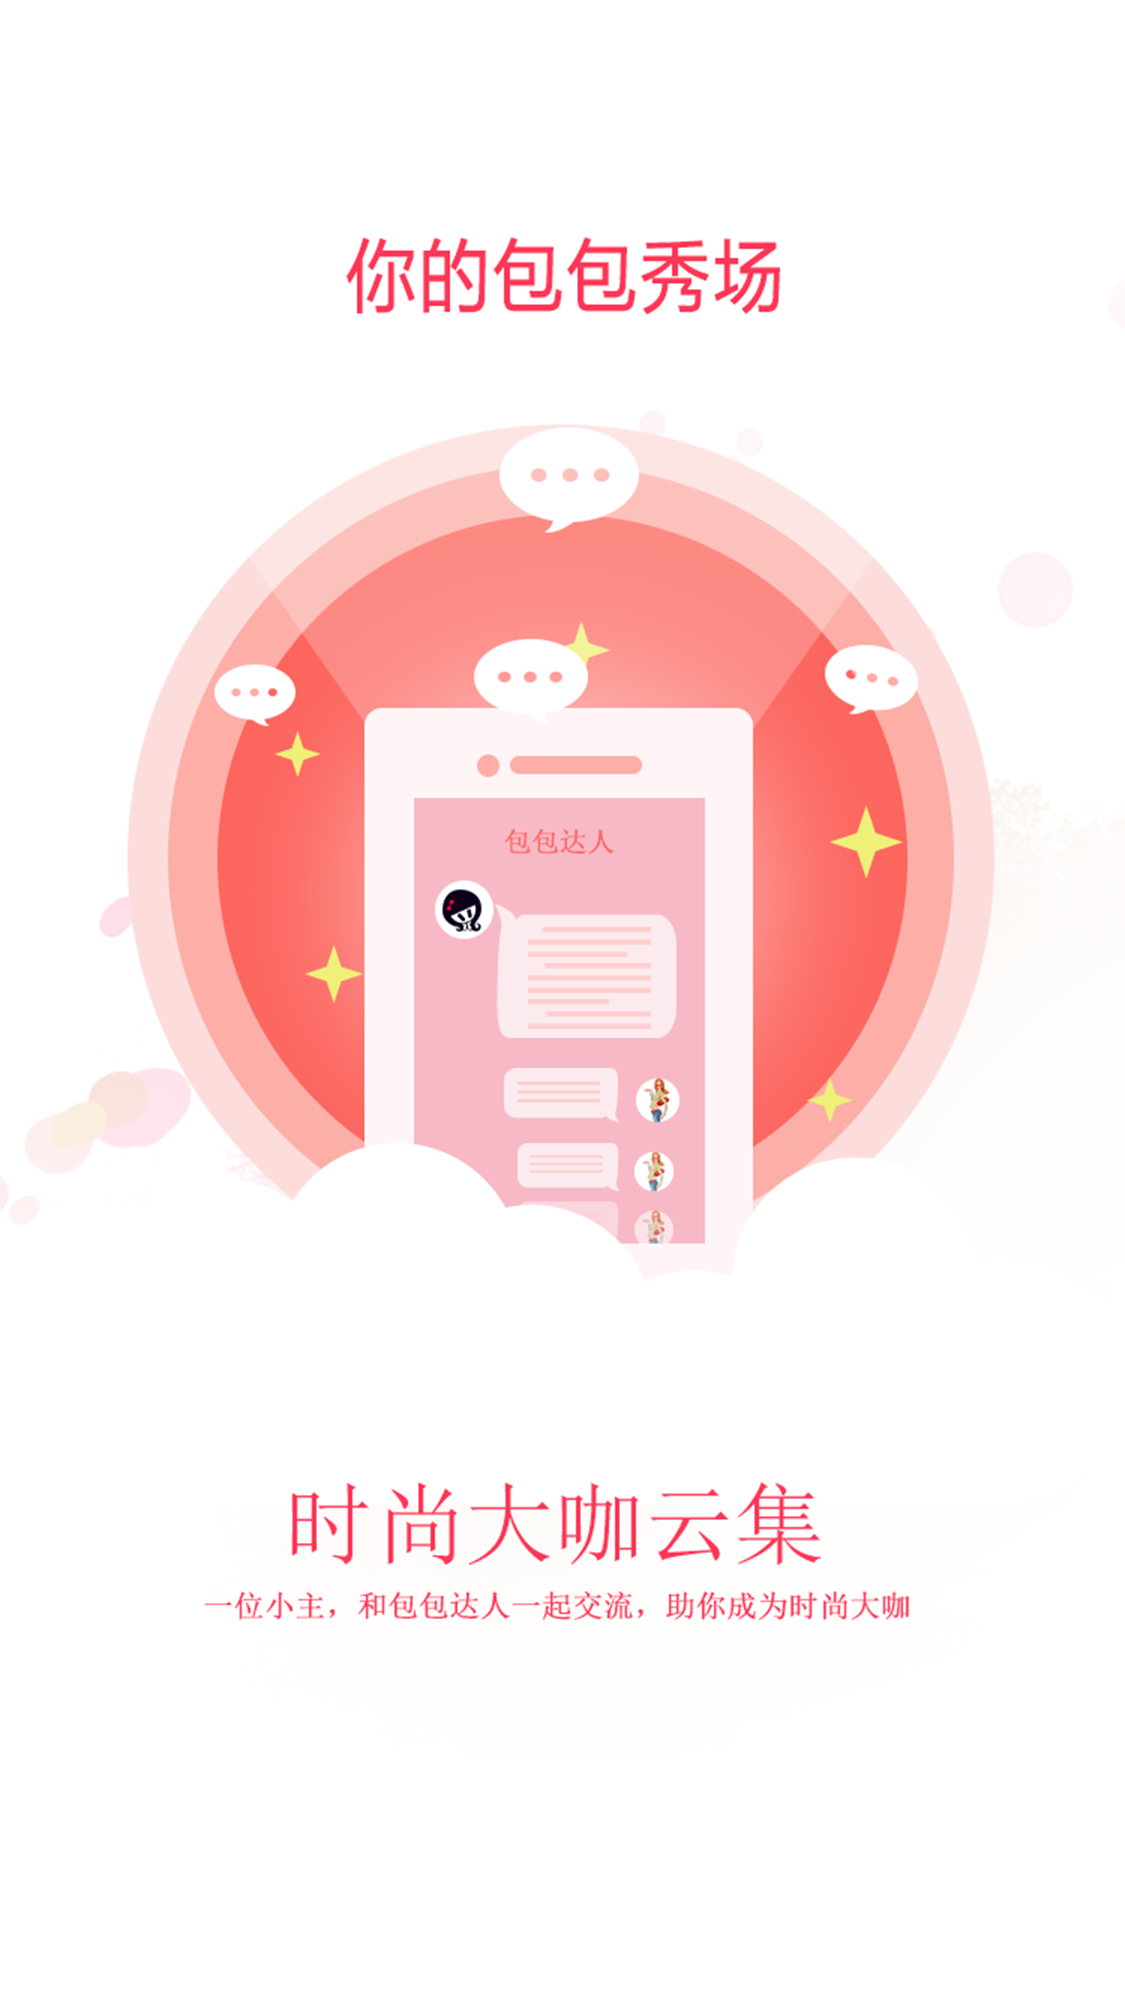 你的包包秀场
包包达人
时尚大咖云集
一位小主，和包包达人一起交流，助你成为时尚大咖